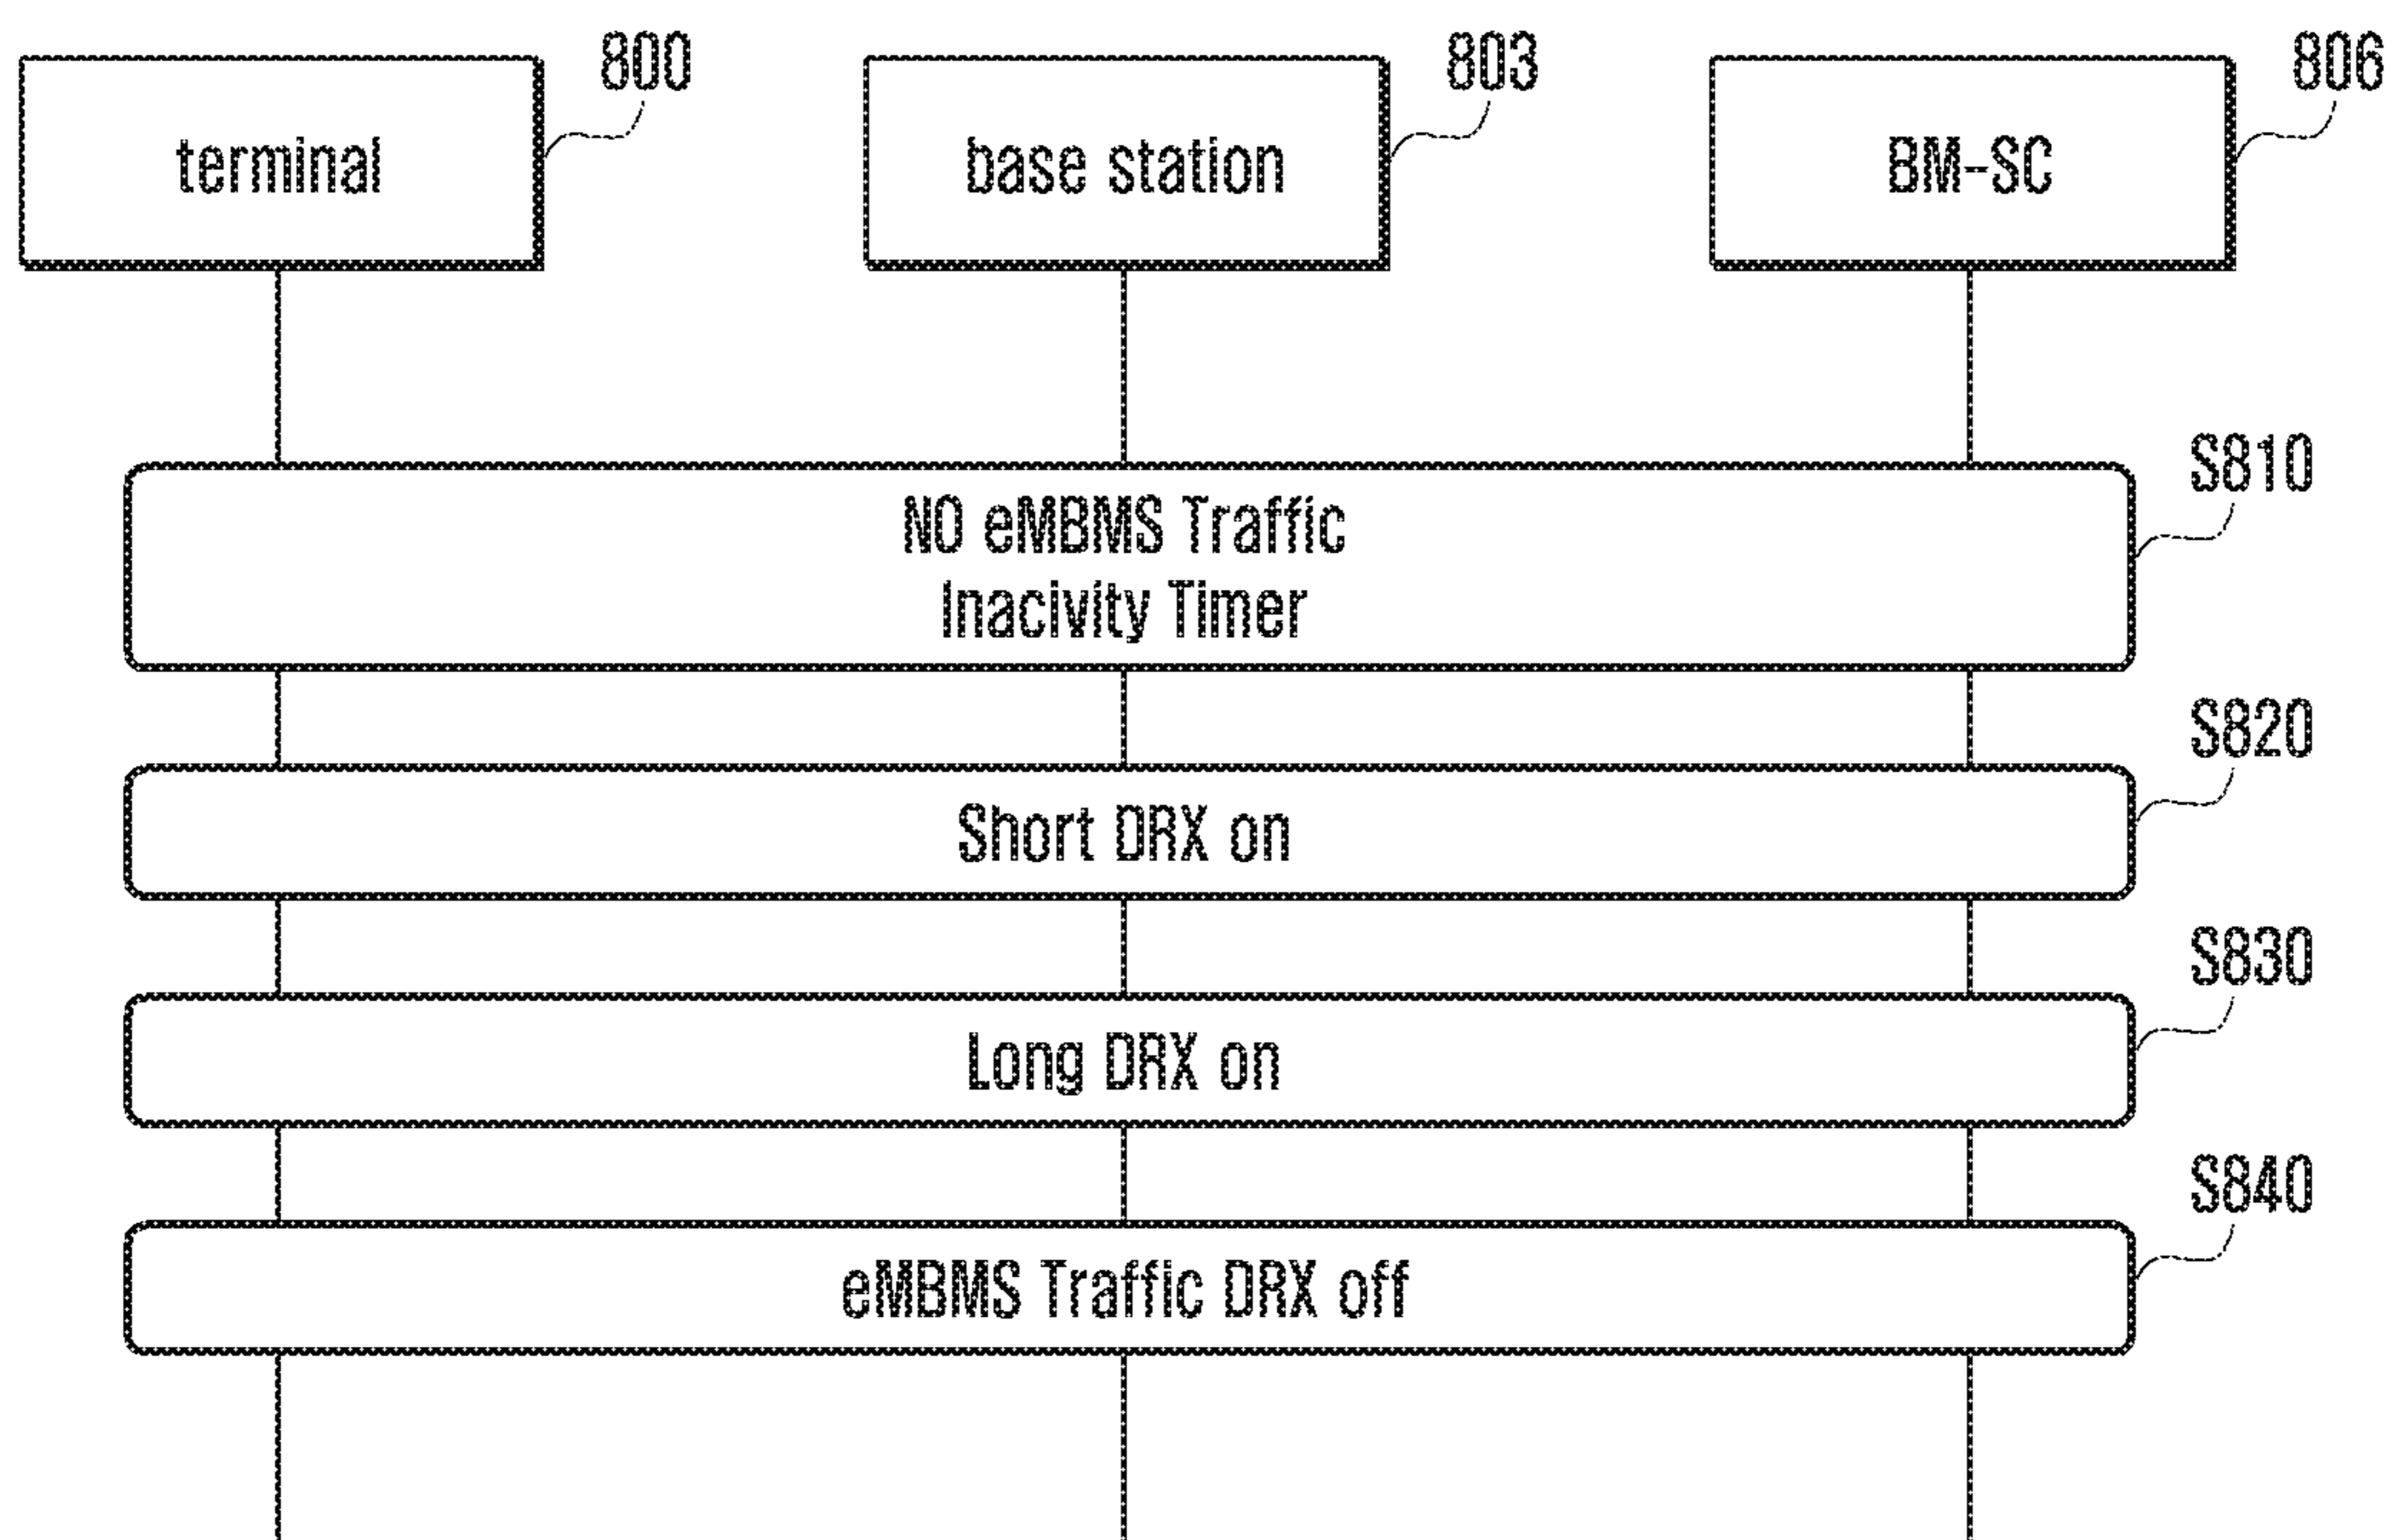 800
803
806
terminal
base station
BM-SC
S810
NO eMBMS Traffic
Inacivity Timer
S820
Short DRX on
S830
Long DRX on
S840
eMBMS Traffic DRX off